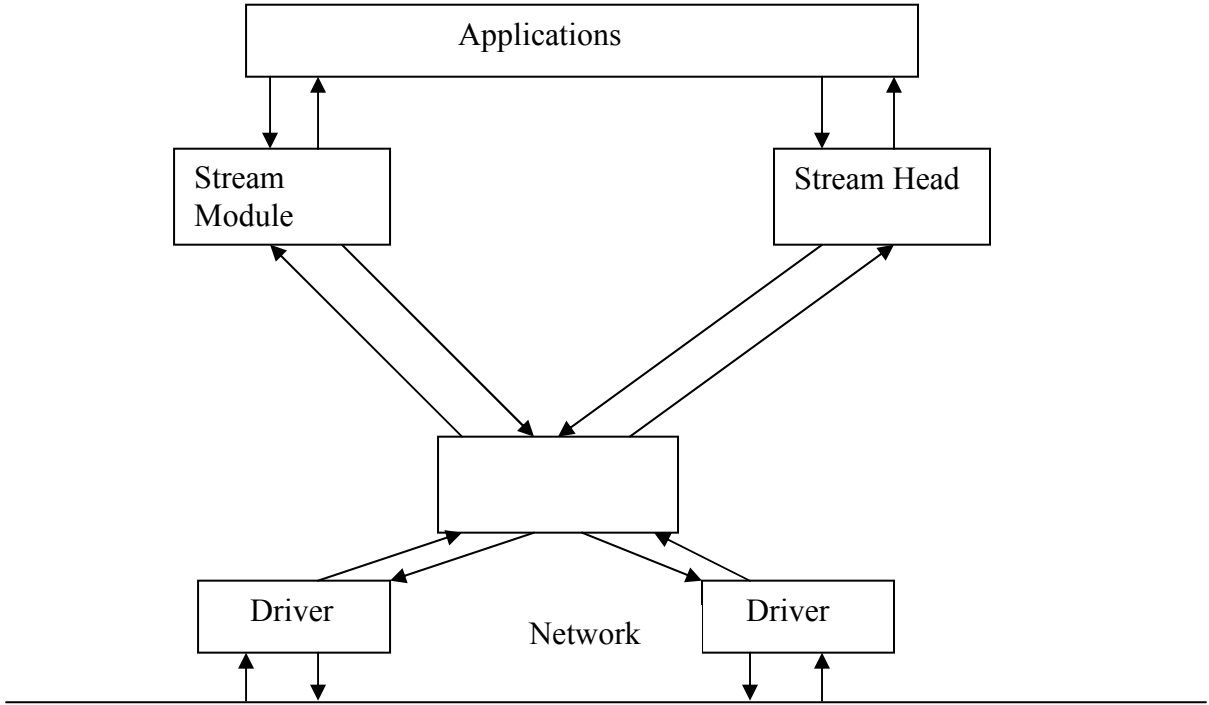 Applications
Stream
Module
Stream Head
Driver
Network
Driver